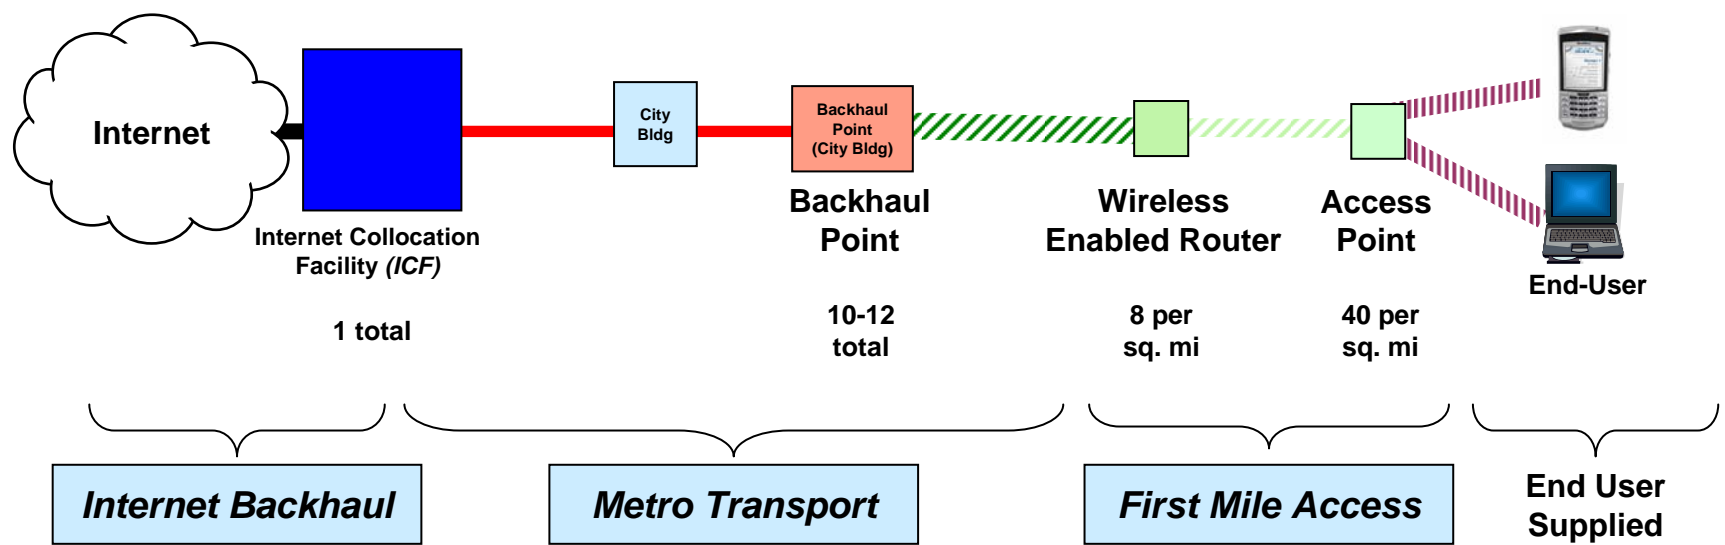 Internet
City
Bldg
Backhaul
Point
(City Bldg)
Internet Collocation
Facility (ICF)
Backhaul
Point
Wireless
Enabled Router
Access
Point
End-User
1 total
10-12
total
8 per
sq. mi
40 per
sq. mi
Internet Backhaul
Metro Transport
First Mile Access
End User
Supplied